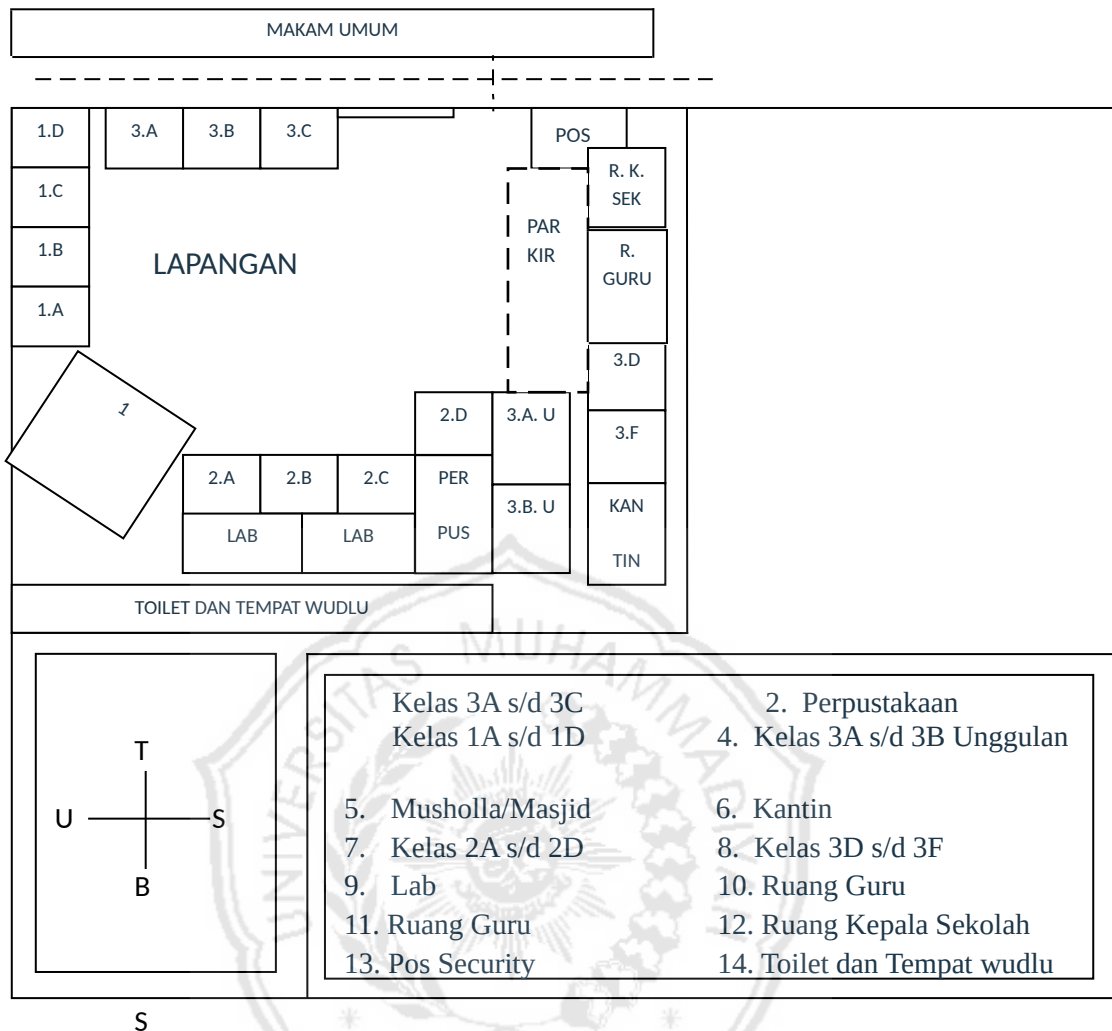 MAKAM UMUM
1.D
3.A
3.B
3.C
POS
R. K.
SEK
1.C
PAR
KIR
1.B
LAPANGAN
R.
GURU
1.A
3.D
1
2.D
3.A. U
3.F
2.A
2.B
2.C
PER
PUS
3.B. U
KAN
TIN
LAB
LAB
TOILET DAN TEMPAT WUDLU
T
U
S
B
S
Kelas 3A s/d 3C
2. Perpustakaan
Kelas 1A s/d 1D
4. Kelas 3A s/d 3B Unggulan
5. Musholla/Masjid
6. Kantin
7. Kelas 2A s/d 2D
8. Kelas 3D s/d 3F
9. Lab
10. Ruang Guru
11. Ruang Guru
12. Ruang Kepala Sekolah
13. Pos Security
14. Toilet dan Tempat wudlu
UNIVERSITAS MUHAMMADIYAH